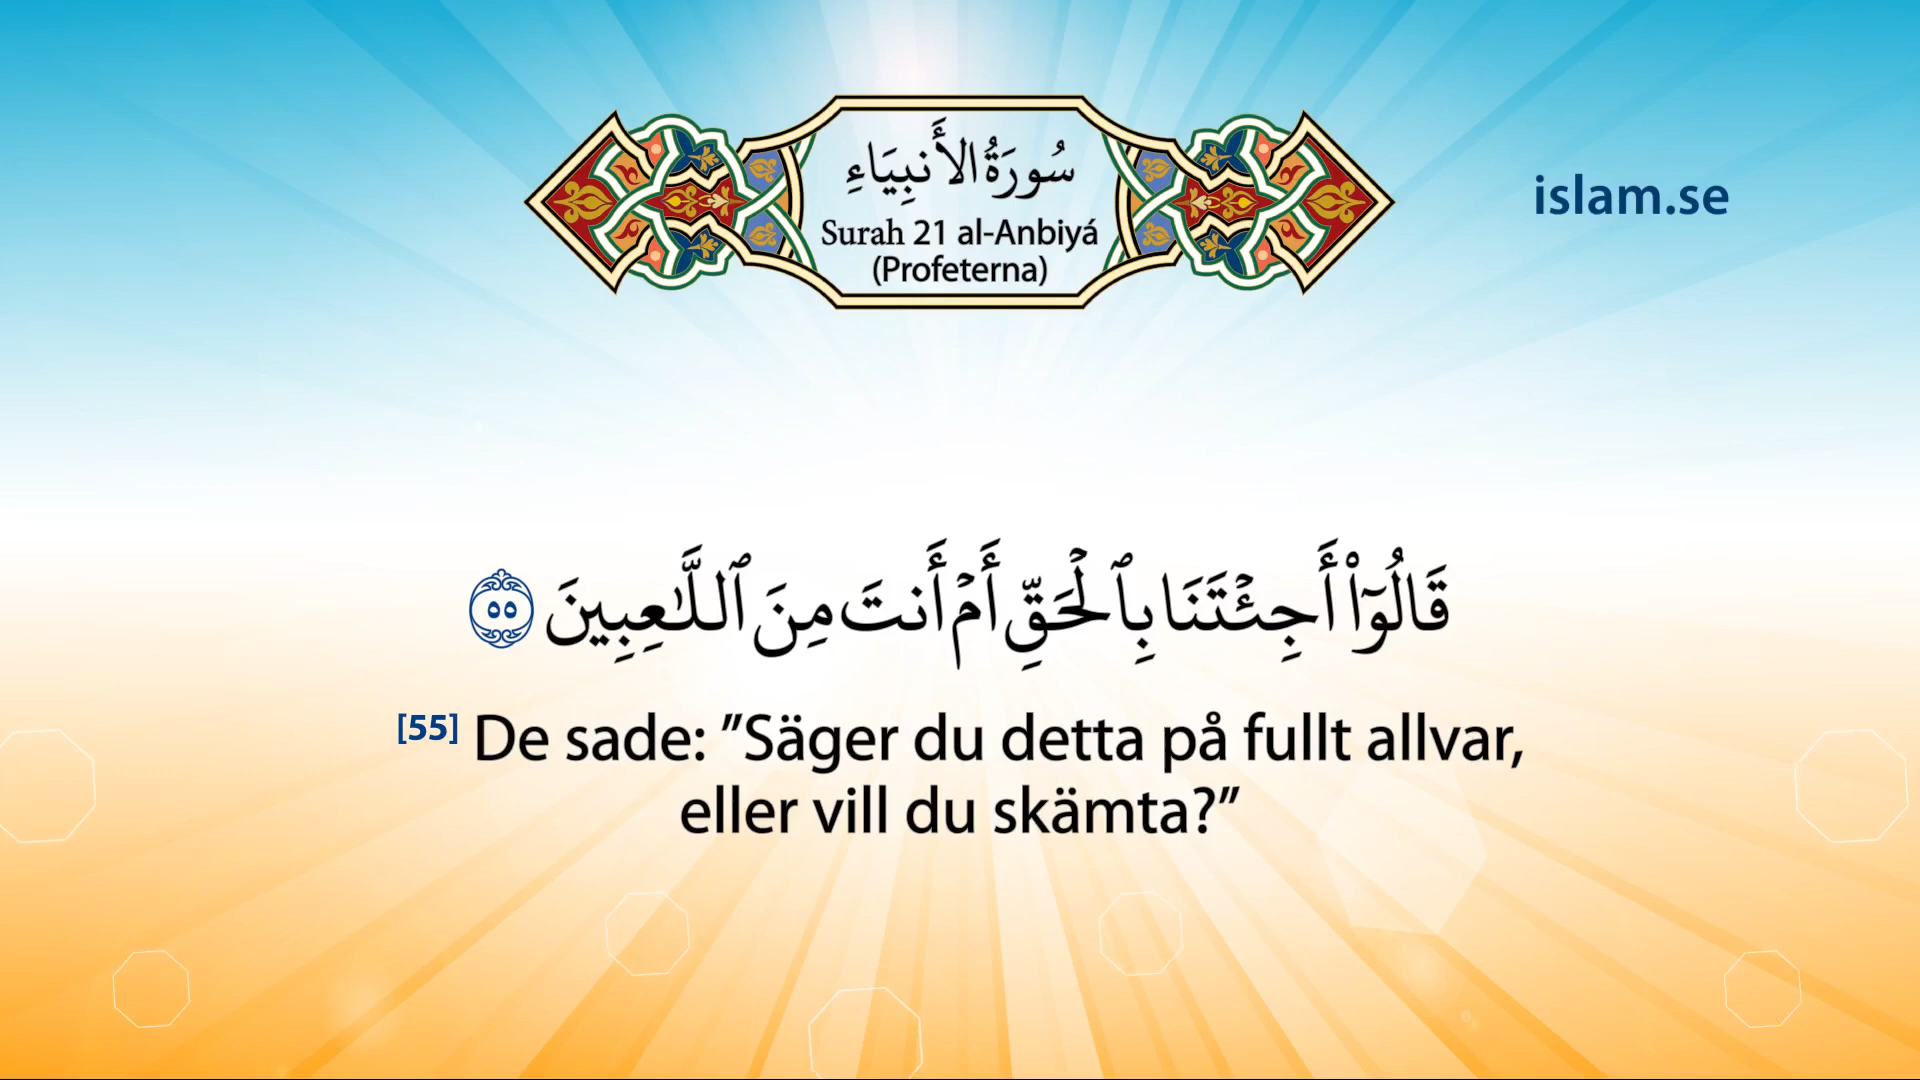 سُورَةُ الأَنبِيَاءِ
Surah 21 al-Anbiyá
(Profeterna)
islam.se
قَالُوٓا۟ أَجِئۡتَنَا بِٱلۡحَقِّ أَمۡ أَنتَ مِنَ ٱللَّٰعِبِينَ ٥٥
[55] De sade: ”Säger du detta på fullt allvar,
eller vill du skämta?”